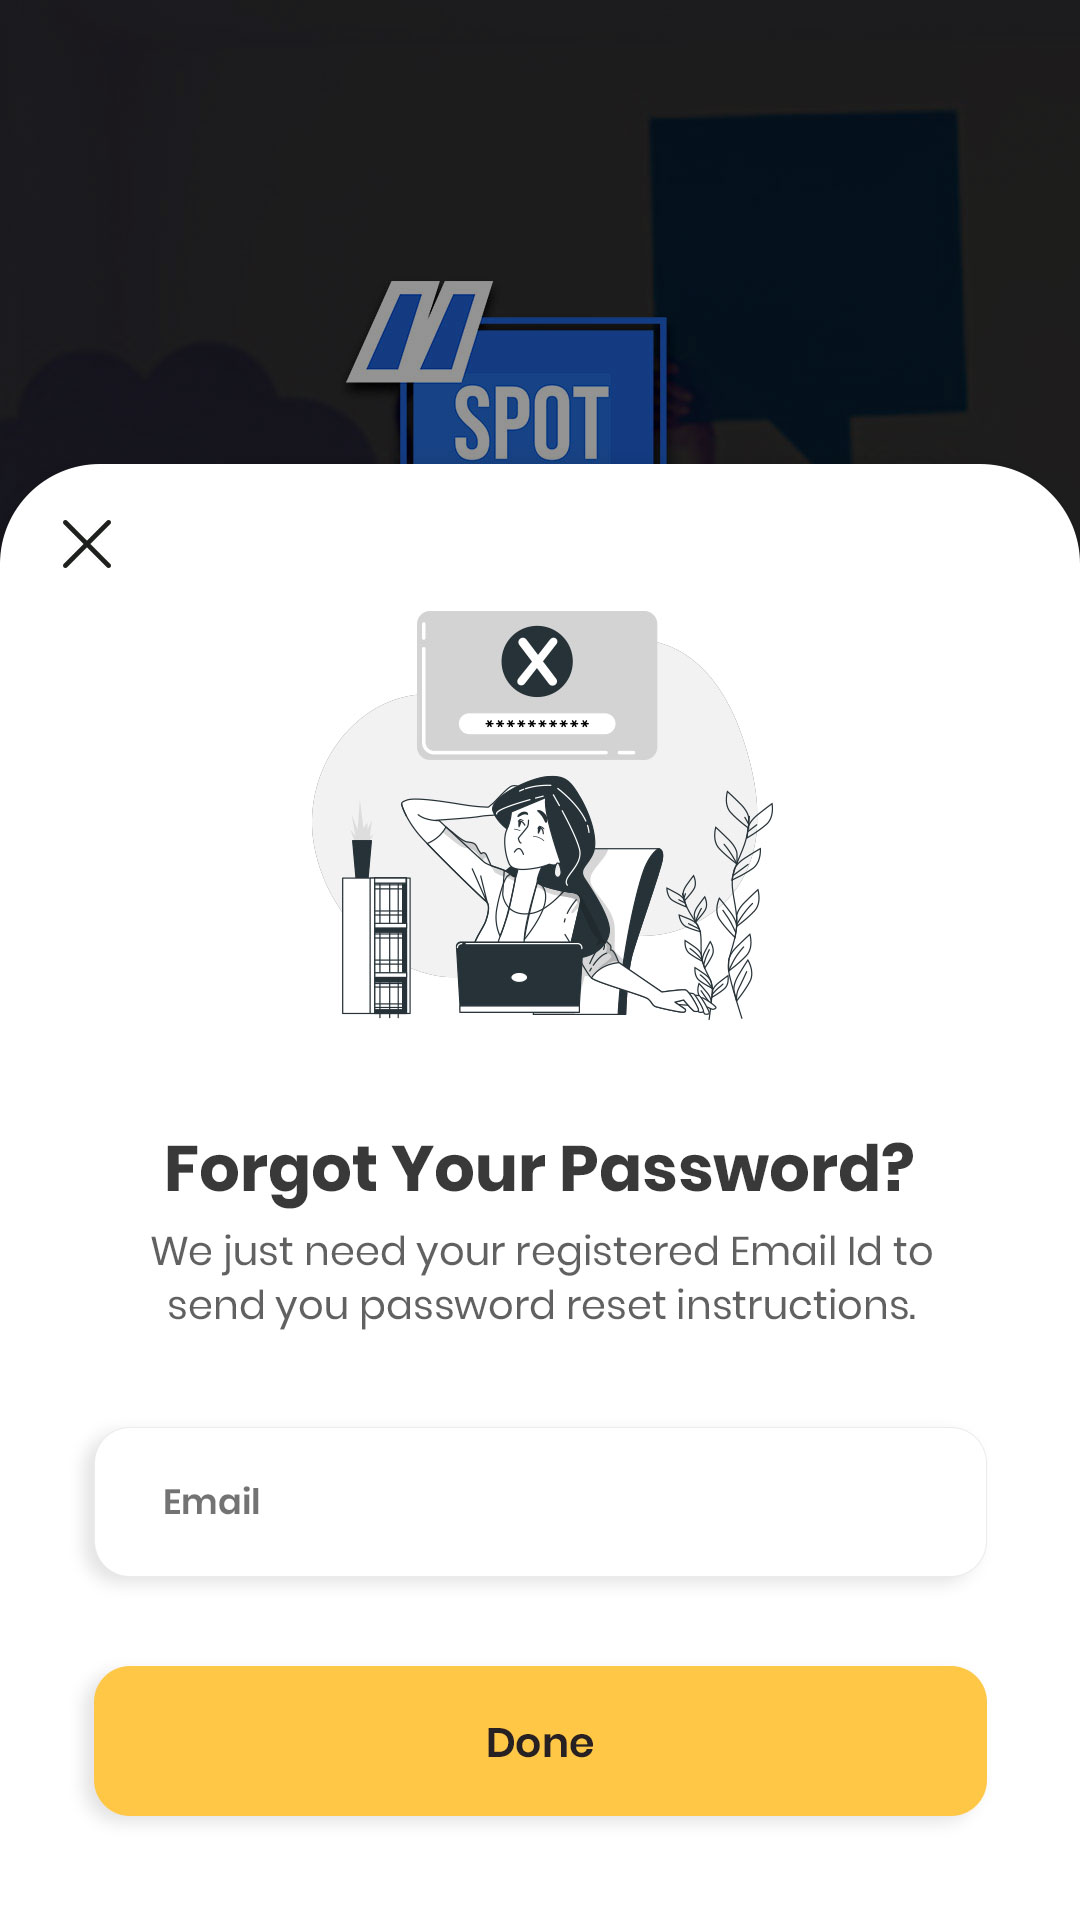 SPOT
X
**********
Forgot Your Password?
We just need your registered Email Id to
send you password reset instructions.
Email
Done